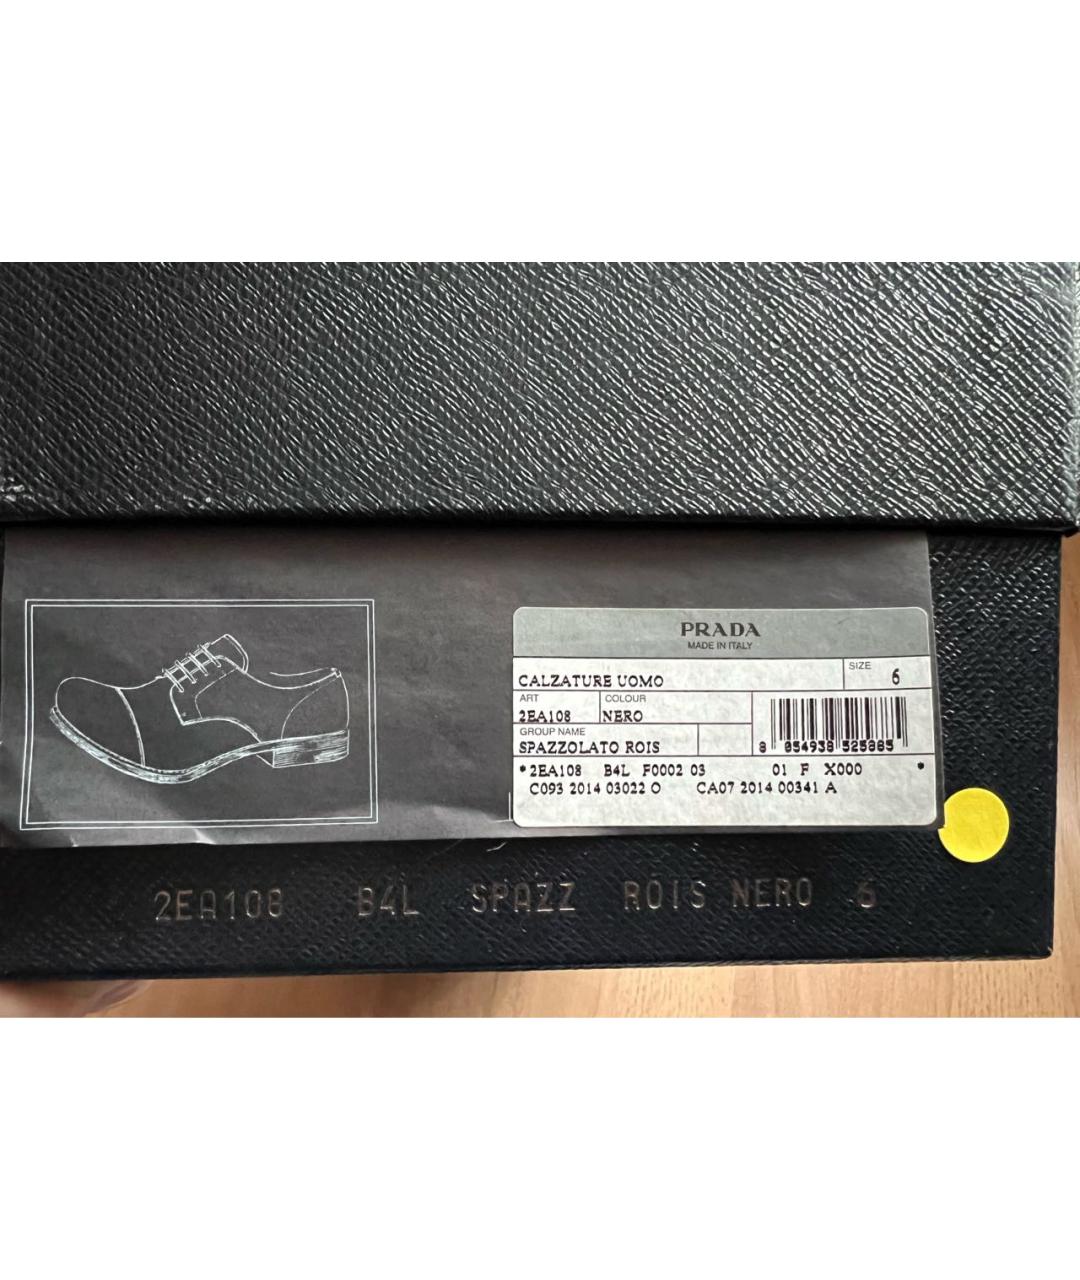 PRADA
MADE IN ITALY
CALZATURE UOMO
SIZE
6
ART
COLOUR
2EA108
NERO
GROUP NAME
SPAZZOLATO ROIS
8 054938 525885
*2EA108 B4L F0002 03 01 F X000 *
C093 2014 03022 O CA07 2014 00341 A
2EA108 B4L SPAZZ ROIS NERO 6